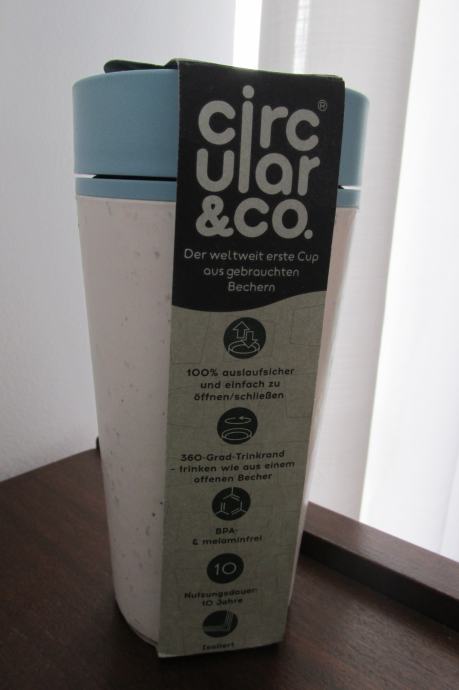 circ®
ular
&co.
Der weltweit erste Cup
aus gebrauchten
Bechern
100% auslaufsicher
und einfach zu
öffnen/schließen
360-Grad-Trinkrand
- trinken wie aus einem
offenen Becher
BPA-
& melaminfrei
10
Nutzungsdauer:
10 Jahre
Isoliert